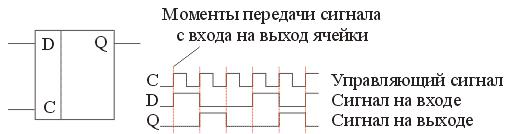 Моменты передачи сигнала
с входа на выход ячейки
D Q
C
C Управляющий сигнал
D Сигнал на входе
Q Сигнал на выходе